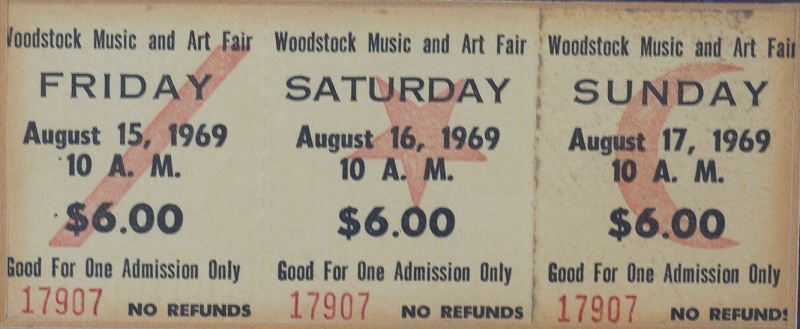 Woodstock Music and Art Fair
FRIDAY
August 15, 1969
10 A. M.
$6.00
Good For One Admission Only
17907 NO REFUNDS
Woodstock Music and Art Fair
SATURDAY
August 16, 1969
10 A. M.
$6.00
Good For One Admission Only
17907 NO REFUNDS
Woodstock Music and Art Fair
SUNDAY
August 17, 1969
10 A. M.
$6.00
Good For One Admission Only
17907 NO REFUNDS